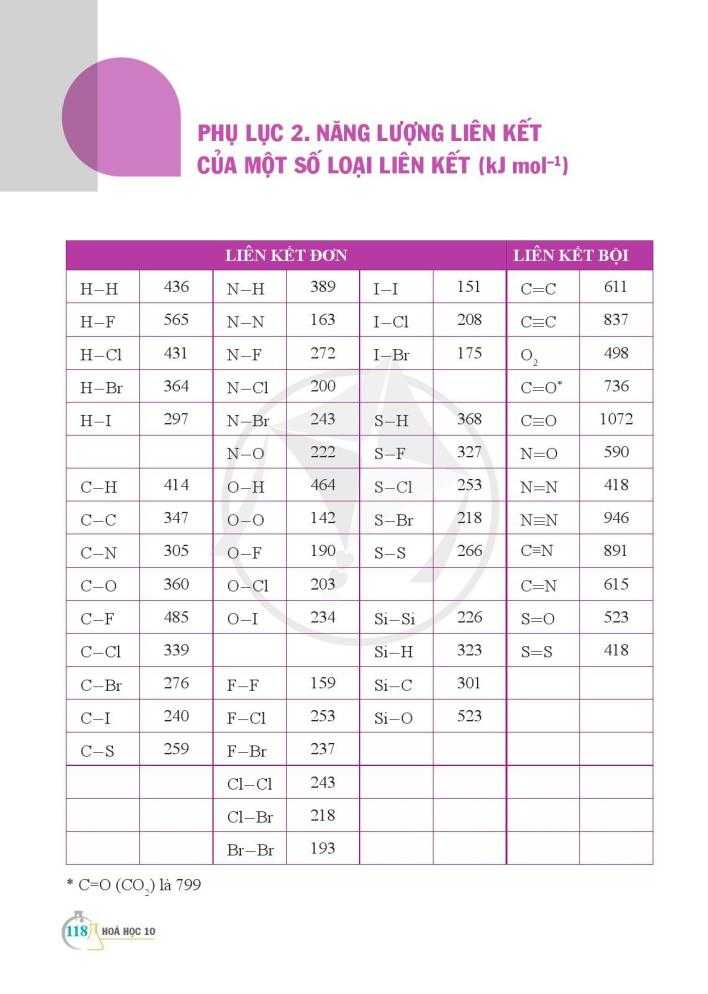 PHỤ LỤC 2. NĂNG LƯỢNG LIÊN KẾT
CỦA MỘT SỐ LOẠI LIÊN KẾT (kJ mol⁻¹)
LIÊN KẾT ĐƠN LIÊN KẾT BỘI
H–H 436 N–H 389 I–I 151 C=C 611
H–F 565 N–N 163 I–Cl 208 C≡C 837
H–Cl 431 N–F 272 I–Br 175 O₂ 498
H–Br 364 N–Cl 200 C=O* 736
H–I 297 N–Br 243 S–H 368 C≡O 1072
N–O 222 S–F 327 N=O 590
C–H 414 O–H 464 S–Cl 253 N=N 418
C–C 347 O–O 142 S–Br 218 N≡N 946
C–N 305 O–F 190 S–S 266 C≡N 891
C–O 360 O–Cl 203 C=N 615
C–F 485 O–I 234 Si–Si 226 S=O 523
C–Cl 339 Si–H 323 S=S 418
C–Br 276 F–F 159 Si–C 301
C–I 240 F–Cl 253 Si–O 523
C–S 259 F–Br 237
Cl–Cl 243
Cl–Br 218
Br–Br 193
* C=O (CO₂) là 799
118 HOÁ HỌC 10